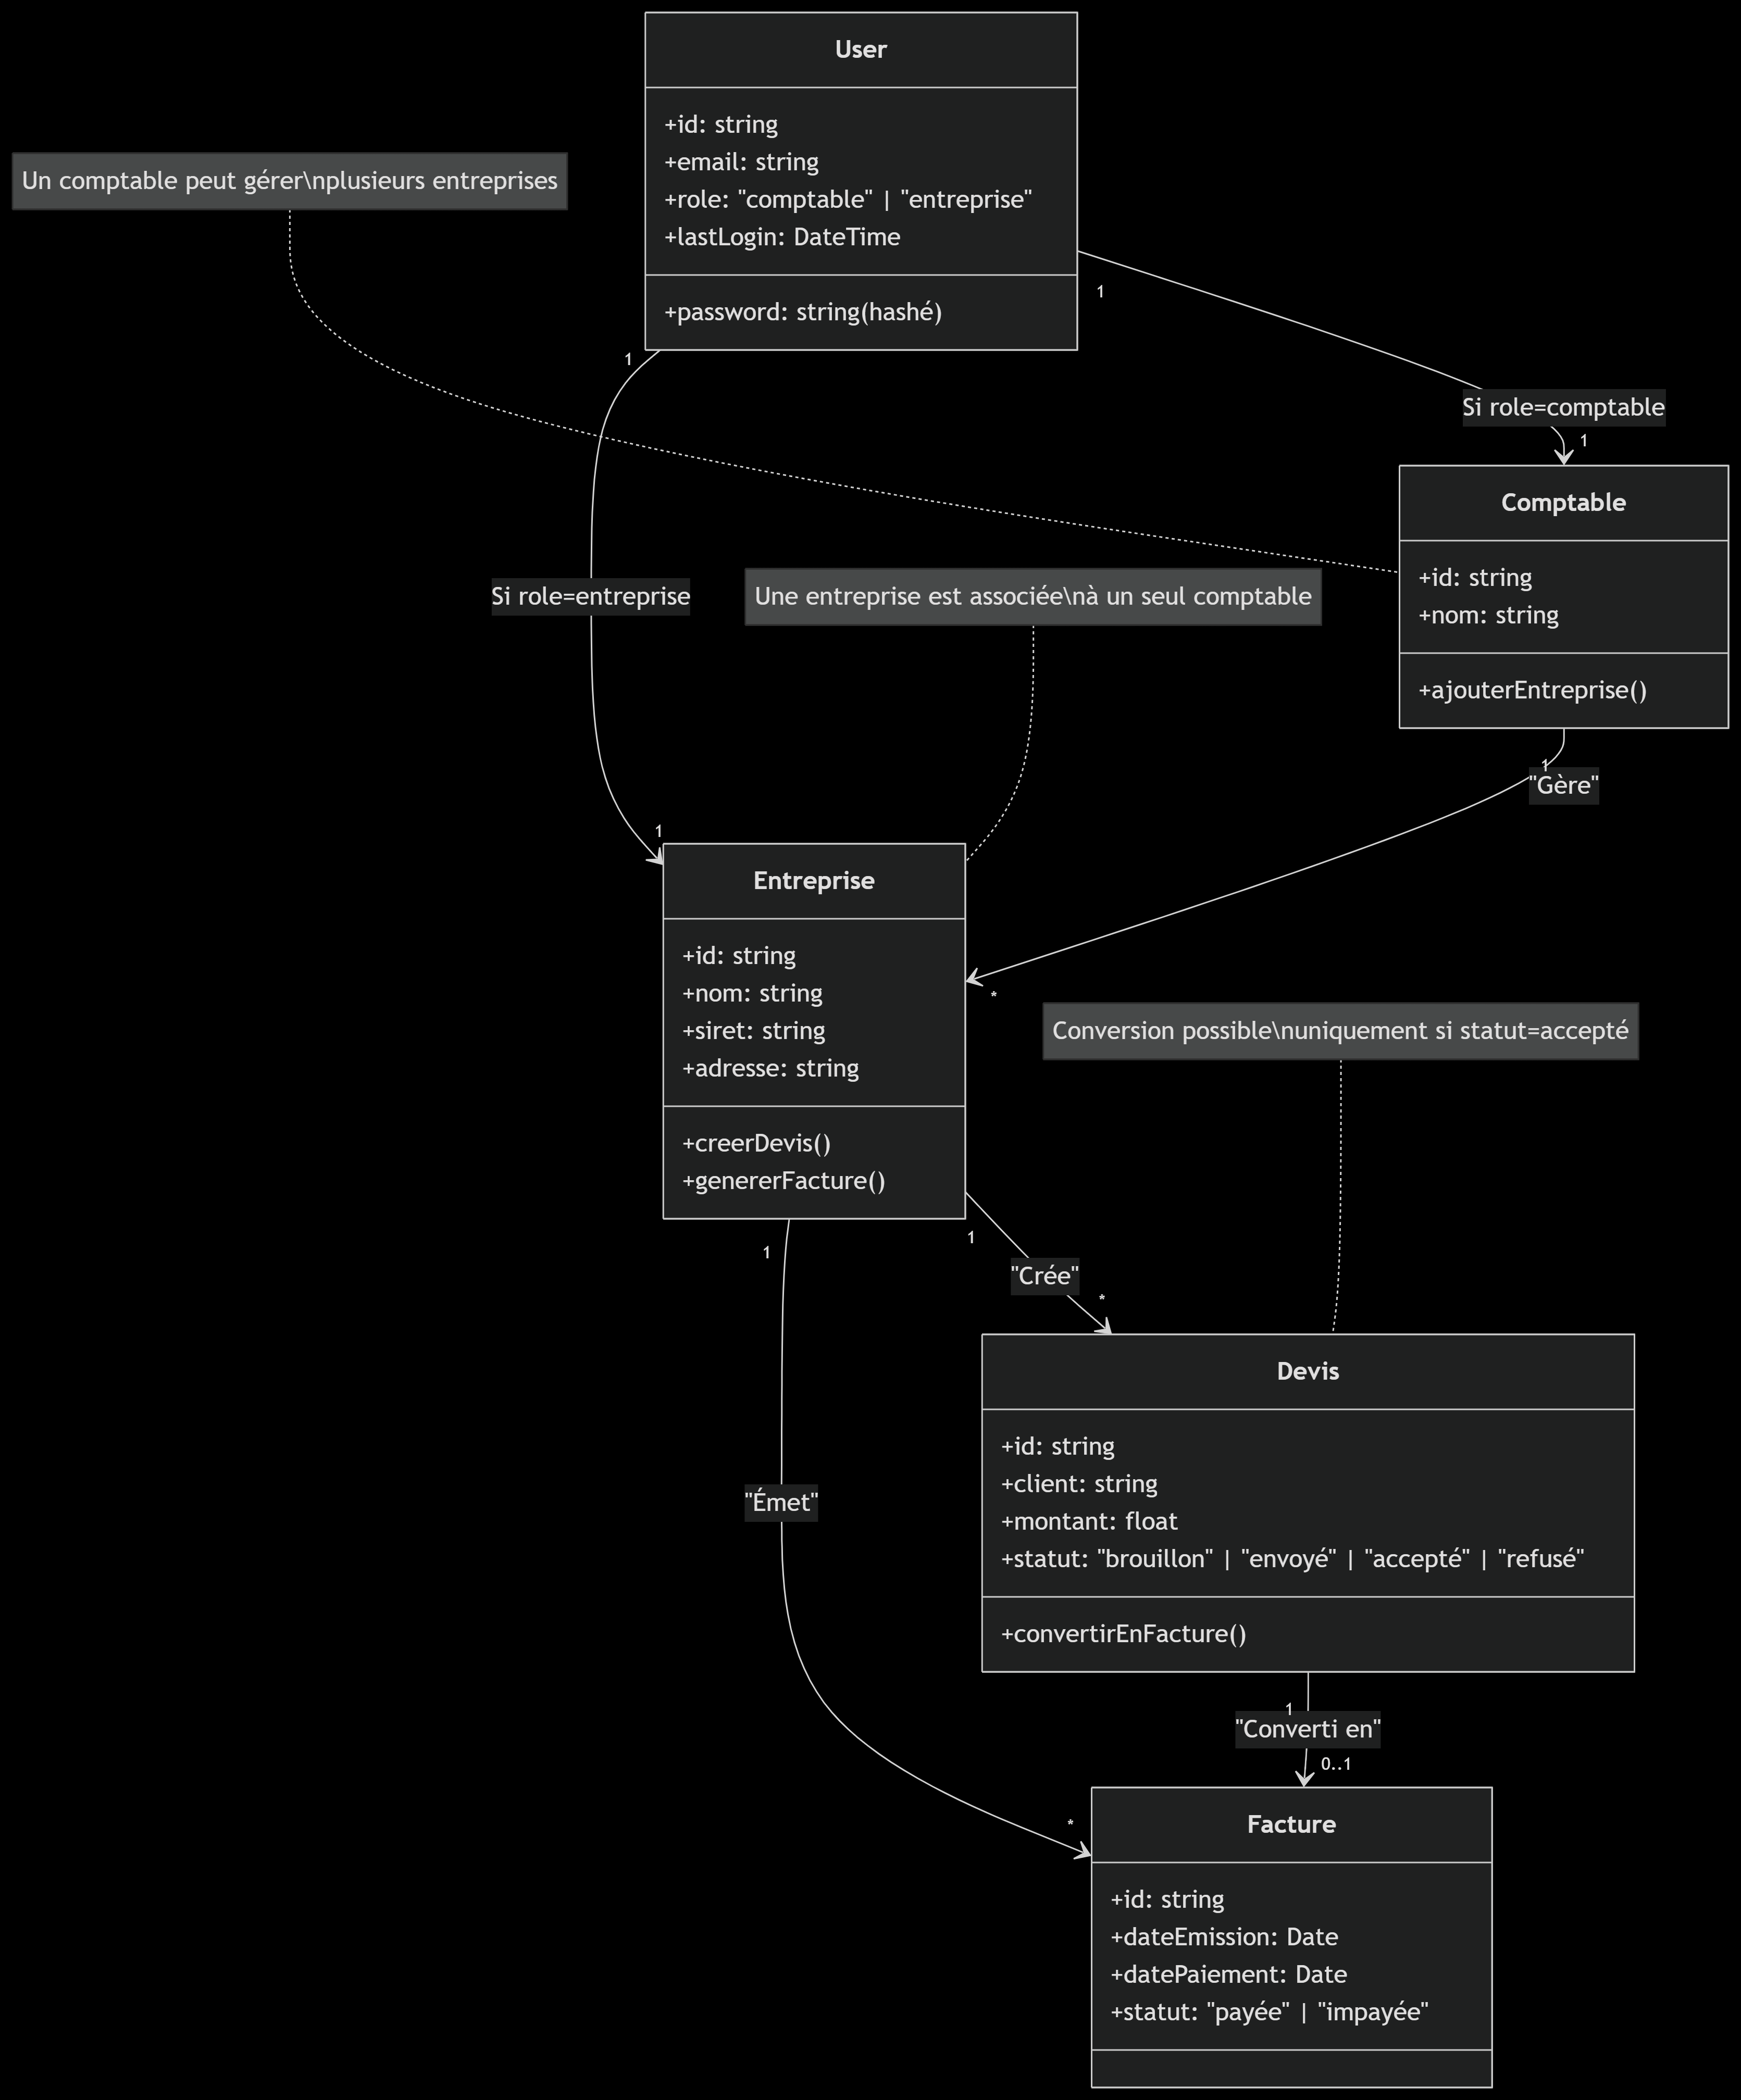 User
+id: string
+email: string
+role: "comptable" | "entreprise"
+lastLogin: DateTime
+password: string(hashé)
Un comptable peut gérer\nplusieurs entreprises
1
1
Si role=comptable
1
Comptable
+id: string
+nom: string
+ajouterEntreprise()
Si role=entreprise
Une entreprise est associée\nà un seul comptable
1
"Gère"
1
Entreprise
+id: string
+nom: string
+siret: string
+adresse: string
+creerDevis()
+genererFacture()
*
Conversion possible\nuniquement si statut=accepté
1
1
"Crée"
*
Devis
+id: string
+client: string
+montant: float
+statut: "brouillon" | "envoyé" | "accepté" | "refusé"
+convertirEnFacture()
"Émet"
1
"Converti en"
0..1
*
Facture
+id: string
+dateEmission: Date
+datePaiement: Date
+statut: "payée" | "impayée"